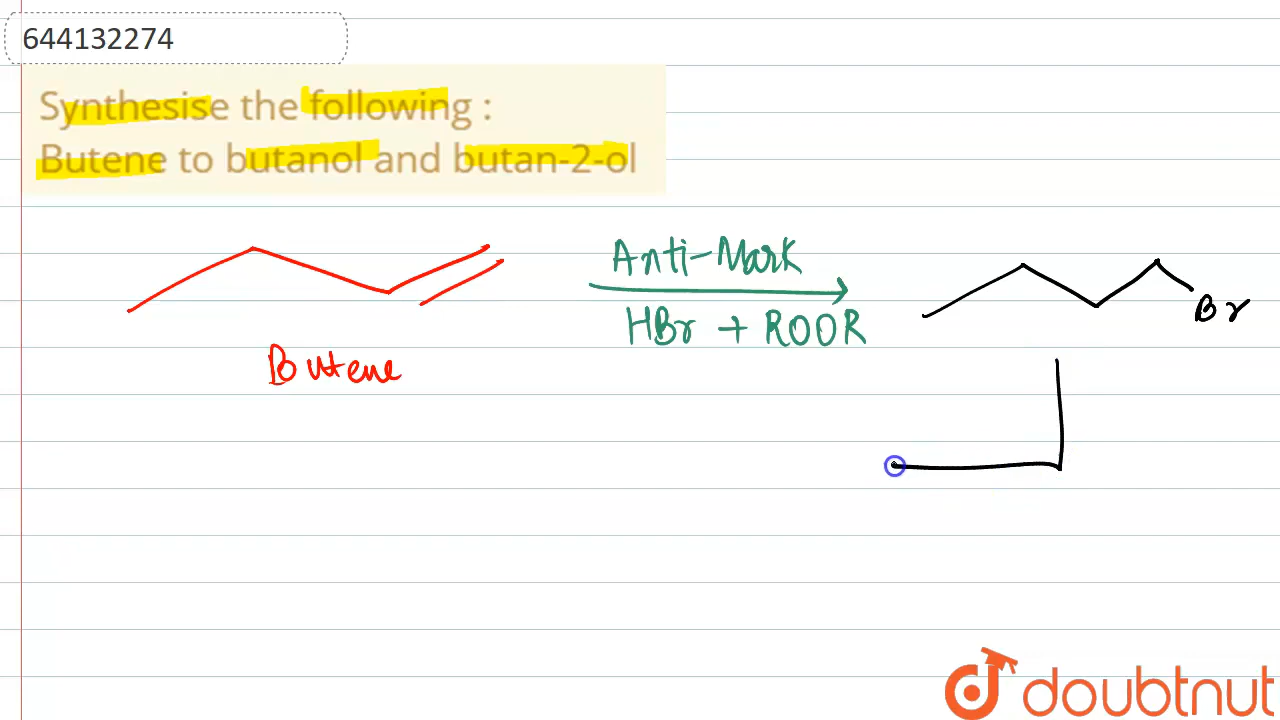 644132274
Synthesise the following :
Butene to butanol and butan-2-ol
Anti-Mark
HBr + ROOR
Br
Butene
doubtnut